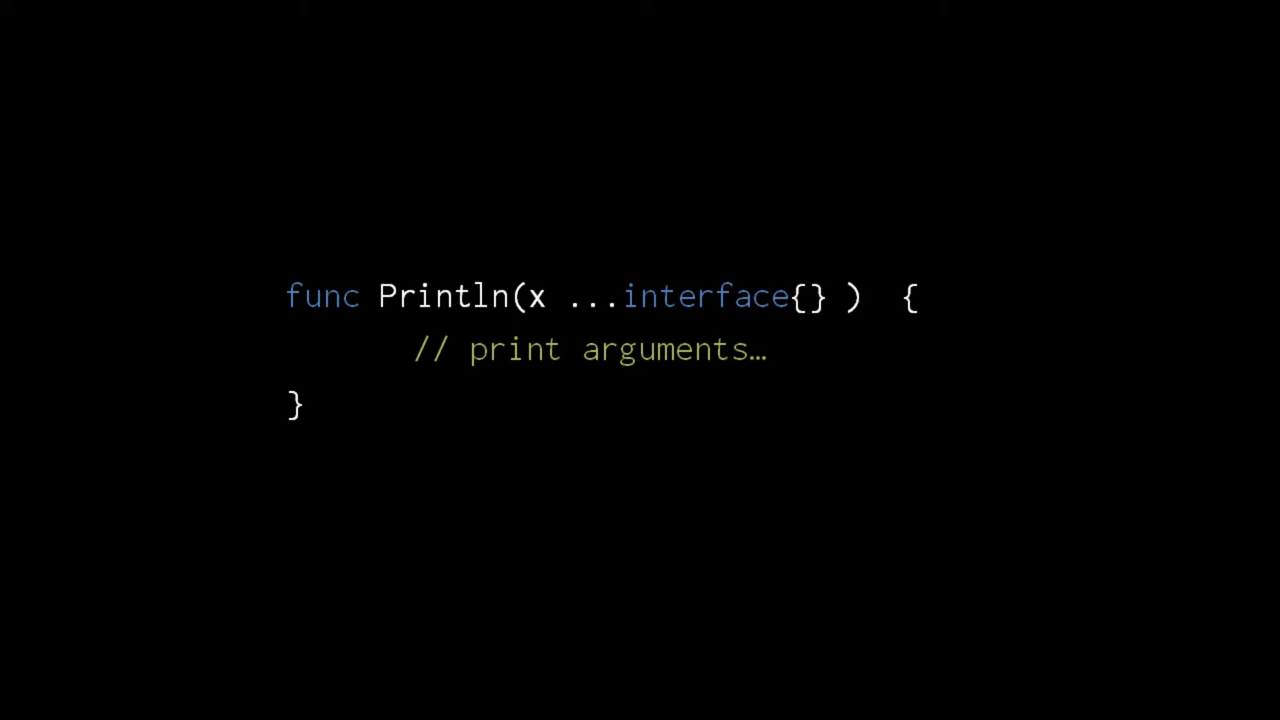 func Println(x ...interface{} )  {
// print arguments…
}